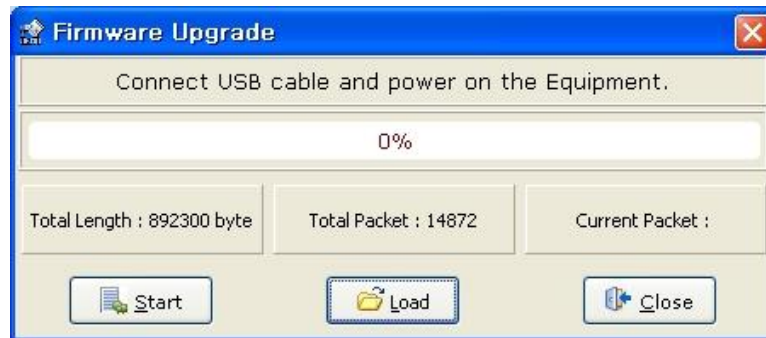 Firmware Upgrade
Connect USB cable and power on the Equipment.
0%
Total Length : 892300 byte
Total Packet : 14872
Current Packet :
Start
Load
Close